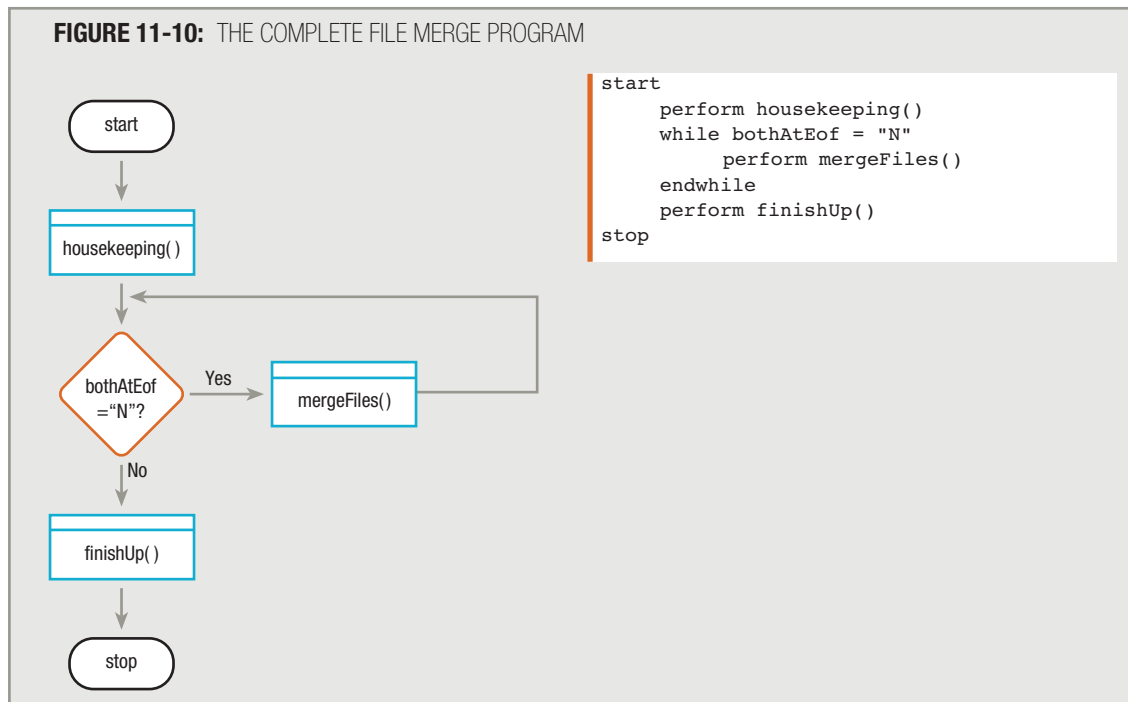 FIGURE 11-10: THE COMPLETE FILE MERGE PROGRAM
start
housekeeping( )
bothAtEof
="N"?
Yes
mergeFiles()
No
finishUp( )
stop
start
perform housekeeping()
while bothAtEof = "N"
perform mergeFiles()
endwhile
perform finishUp()
stop